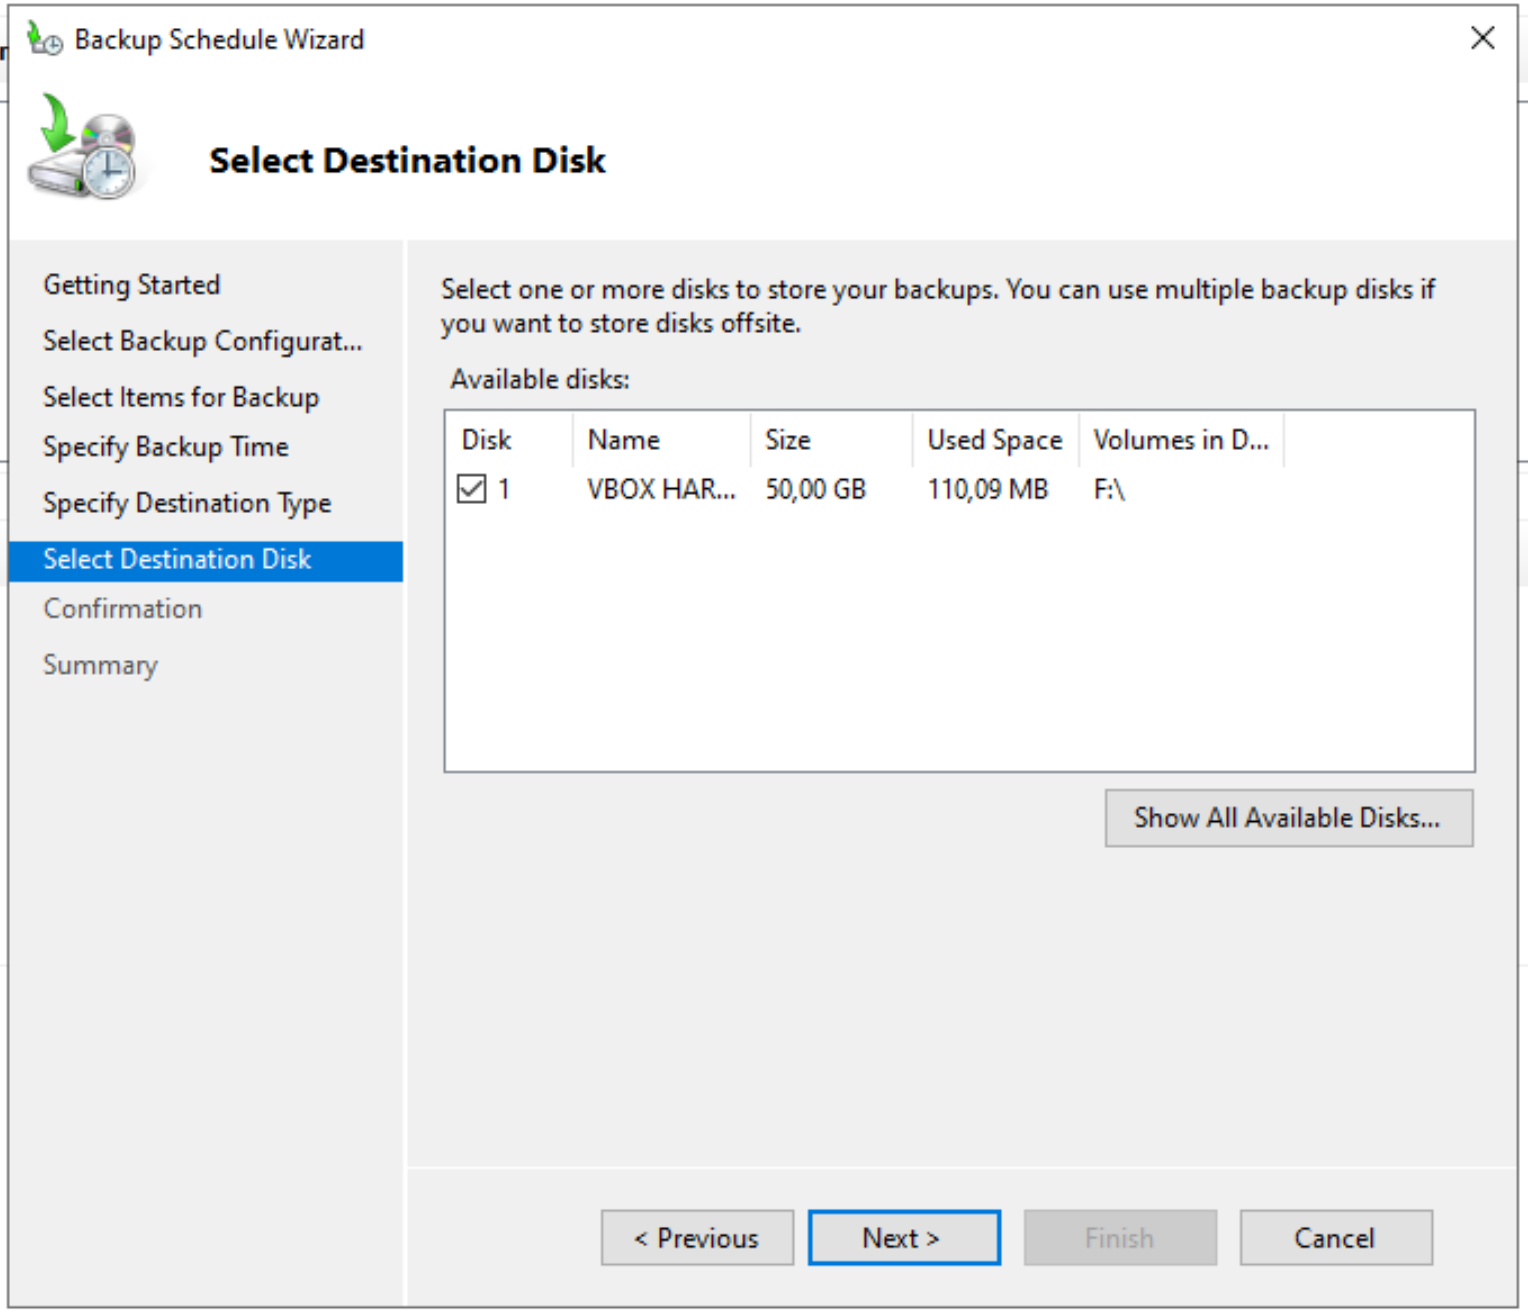 Backup Schedule Wizard
Select Destination Disk
Getting Started
Select Backup Configurat...
Select Items for Backup
Specify Backup Time
Specify Destination Type
Select Destination Disk
Confirmation
Summary
Select one or more disks to store your backups. You can use multiple backup disks if
you want to store disks offsite.
Available disks:
Disk Name Size Used Space Volumes in D...
1 VBOX HAR... 50,00 GB 110,09 MB F:\
Show All Available Disks...
< Previous Next > Finish Cancel